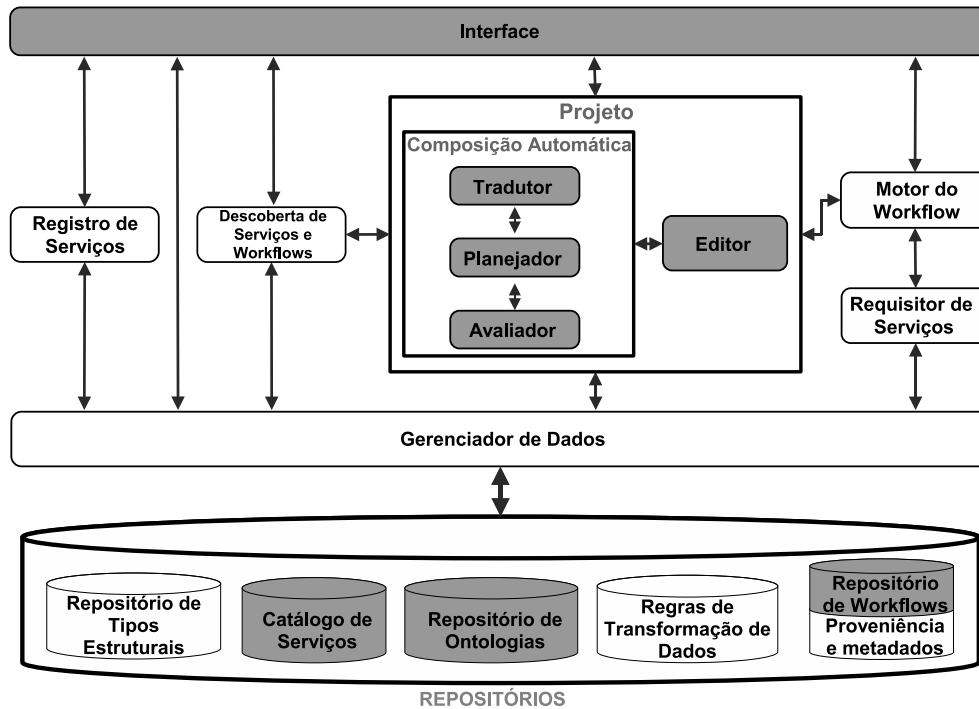 Interface
Projeto
Composição Automática
Tradutor
Planejador
Avaliador
Editor
Registro de
Serviços
Descoberta de
Serviços e
Workflows
Motor do
Workflow
Requisitor de
Serviços
Gerenciador de Dados
Repositório de
Tipos
Estruturais
Catálogo de
Serviços
Repositório de
Ontologias
Regras de
Transformação de
Dados
Repositório
de Workflows
Proveniência
e metadados
REPOSITÓRIOS